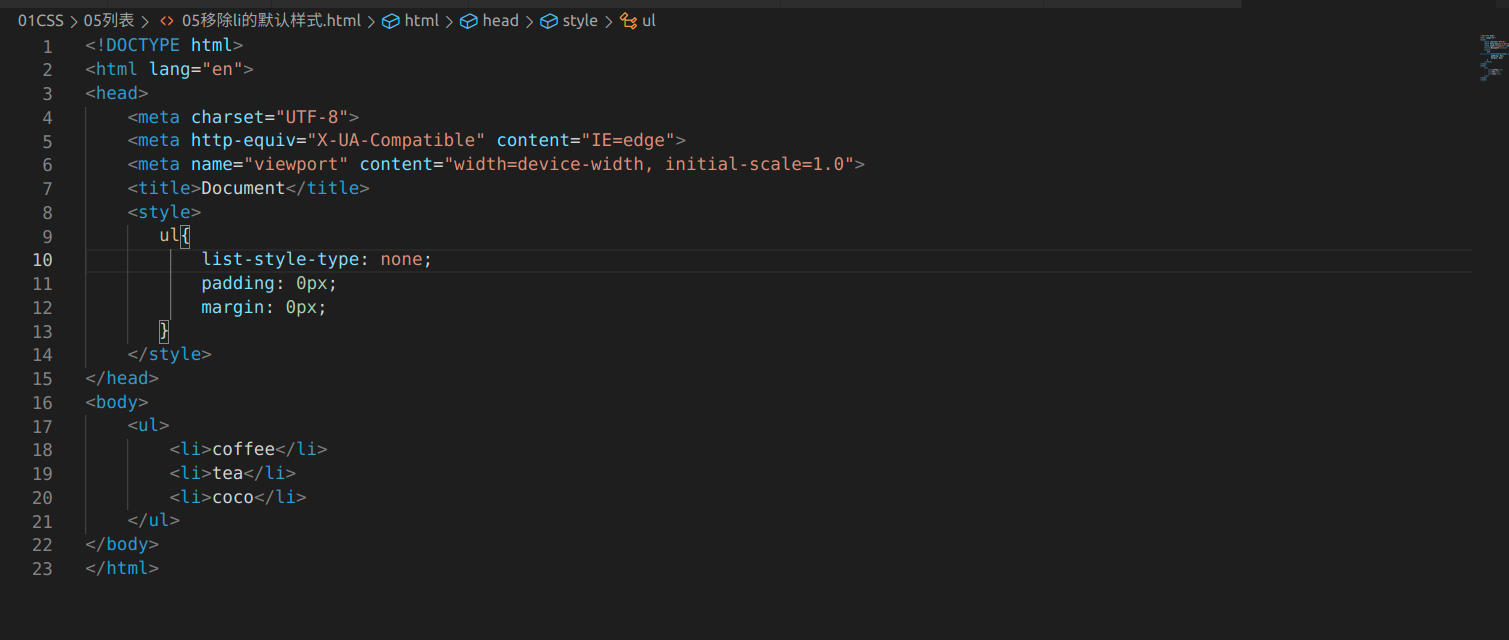 01CSS > 05列表 > <> 05移除li的默认样式.html > html > head > style > ul
1 <!DOCTYPE html>
2 <html lang="en">
3 <head>
4 <meta charset="UTF-8">
5 <meta http-equiv="X-UA-Compatible" content="IE=edge">
6 <meta name="viewport" content="width=device-width, initial-scale=1.0">
7 <title>Document</title>
8 <style>
9 ul{
10 list-style-type: none;
11 padding: 0px;
12 margin: 0px;
13 }
14 </style>
15 </head>
16 <body>
17 <ul>
18 <li>coffee</li>
19 <li>tea</li>
20 <li>coco</li>
21 </ul>
22 </body>
23 </html>